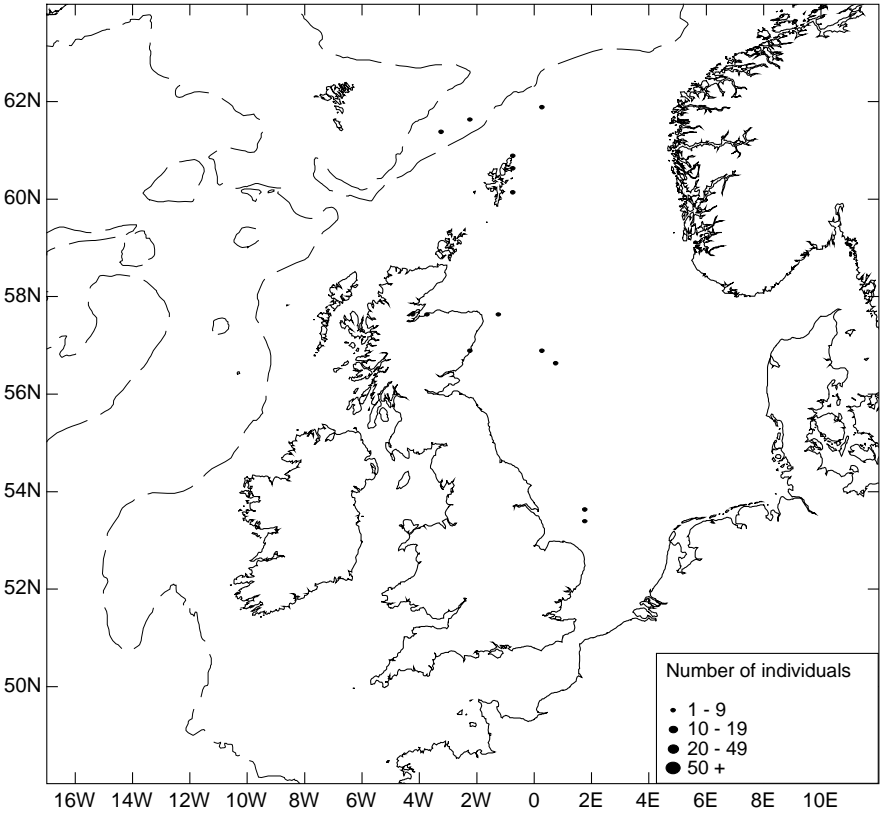 62N
60N
58N
56N
54N
52N
50N
Number of individuals
1 - 9
10 - 19
20 - 49
50 +
16W 14W 12W 10W 8W 6W 4W 2W 0 2E 4E 6E 8E 10E